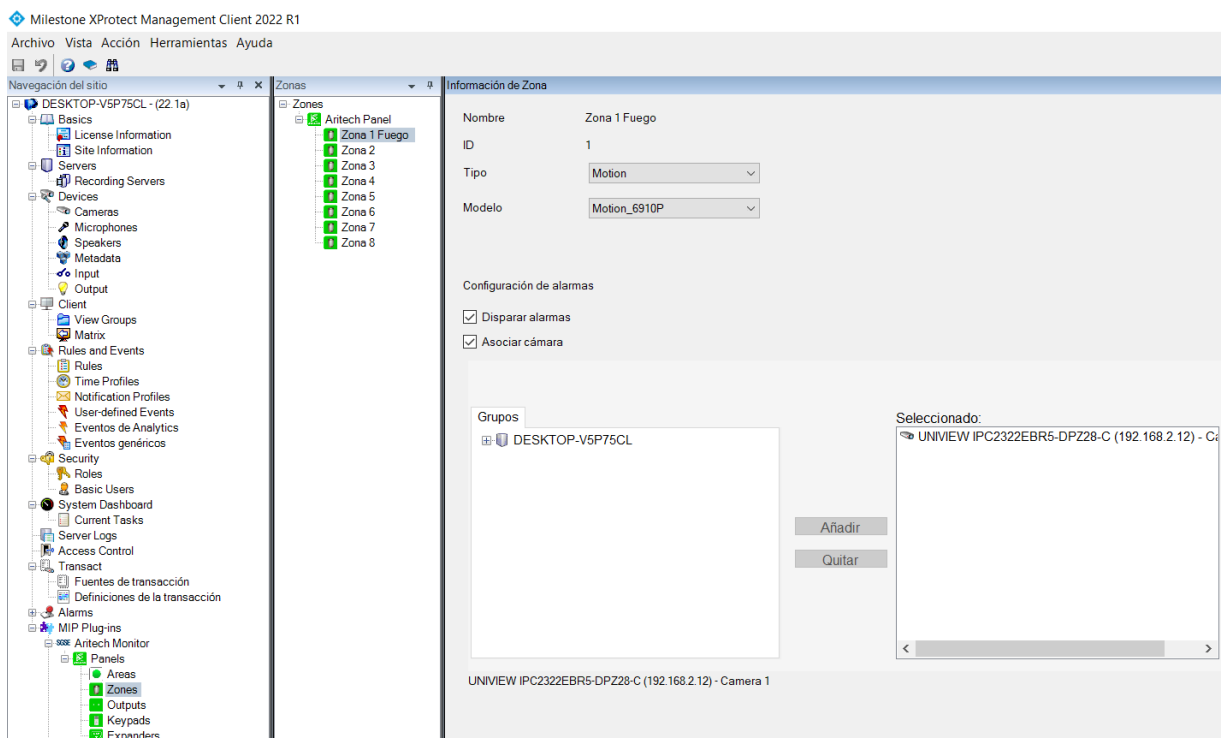 Milestone XProtect Management Client 2022 R1
Archivo Vista Acción Herramientas Ayuda
Navegación del sitio
DESKTOP-V5P75CL - (22.1a)
Basics
License Information
Site Information
Servers
Recording Servers
Devices
Cameras
Microphones
Speakers
Metadata
Input
Output
Client
View Groups
Matrix
Rules and Events
Rules
Time Profiles
Notification Profiles
User-defined Events
Eventos de Analytics
Eventos genéricos
Security
Roles
Basic Users
System Dashboard
Current Tasks
Server Logs
Access Control
Transact
Fuentes de transacción
Definiciones de la transacción
Alarms
MIP Plug-ins
SGSE Aritech Monitor
Panels
Areas
Zones
Outputs
Keypads
Expanders
Zonas
Zones
Aritech Panel
Zona 1 Fuego
Zona 2
Zona 3
Zona 4
Zona 5
Zona 6
Zona 7
Zona 8
Información de Zona
Nombre Zona 1 Fuego
ID 1
Tipo Motion
Modelo Motion_6910P
Configuración de alarmas
Disparar alarmas
Asociar cámara
Grupos
DESKTOP-V5P75CL
Añadir
Quitar
Seleccionado:
UNIVIEW IPC2322EBR5-DPZ28-C (192.168.2.12) - Ca
UNIVIEW IPC2322EBR5-DPZ28-C (192.168.2.12) - Camera 1